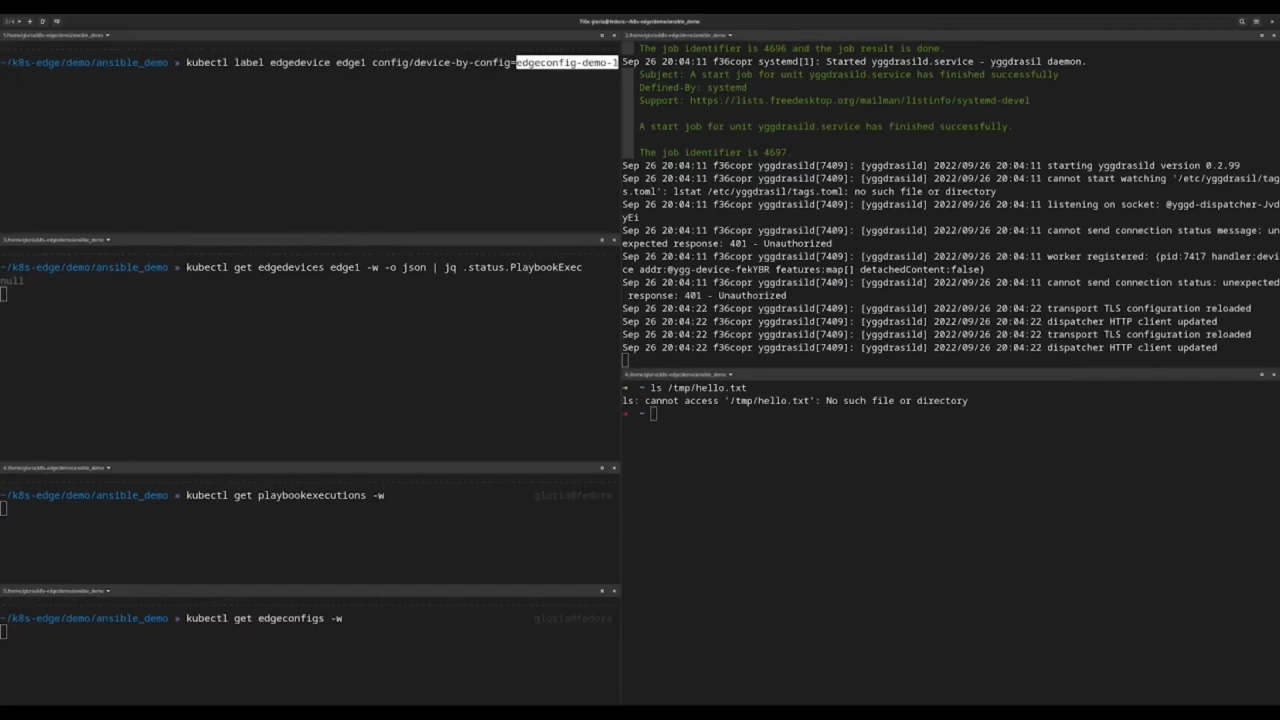 2/4
Tilix: gloria@fedora:~/k8s-edge/demo/ansible_demo
~/k8s-edge/demo/ansible_demo » kubectl label edgedevice edge1 config/device-by-config=edgeconfig-demo-1
~/k8s-edge/demo/ansible_demo » kubectl get edgedevices edge1 -w -o json | jq .status.PlaybookExec
null
~/k8s-edge/demo/ansible_demo » kubectl get playbookexecutions -w
gloria@fedora
~/k8s-edge/demo/ansible_demo » kubectl get edgeconfigs -w
gloria@fedora
The job identifier is 4696 and the job result is done.
Sep 26 20:04:11 f36copr systemd[1]: Started yggdrasild.service - yggdrasil daemon.
Subject: A start job for unit yggdrasild.service has finished successfully
Defined-By: systemd
Support: https://lists.freedesktop.org/mailman/listinfo/systemd-devel
A start job for unit yggdrasild.service has finished successfully.
The job identifier is 4697.
Sep 26 20:04:11 f36copr yggdrasild[7409]: [yggdrasild] 2022/09/26 20:04:11 starting yggdrasild version 0.2.99
Sep 26 20:04:11 f36copr yggdrasild[7409]: [yggdrasild] 2022/09/26 20:04:11 cannot start watching '/etc/yggdrasil/tag
s.toml': lstat /etc/yggdrasil/tags.toml: no such file or directory
Sep 26 20:04:11 f36copr yggdrasild[7409]: [yggdrasild] 2022/09/26 20:04:11 listening on socket: @yggd-dispatcher-Jvd
yEi
Sep 26 20:04:11 f36copr yggdrasild[7409]: [yggdrasild] 2022/09/26 20:04:11 cannot send connection status message: un
expected response: 401 - Unauthorized
Sep 26 20:04:11 f36copr yggdrasild[7409]: [yggdrasild] 2022/09/26 20:04:11 worker registered: {pid:7417 handler:devi
ce addr:@ygg-device-fekYBR features:map[] detachedContent:false}
Sep 26 20:04:11 f36copr yggdrasild[7409]: [yggdrasild] 2022/09/26 20:04:11 cannot send connection status: unexpected
response: 401 - Unauthorized
Sep 26 20:04:22 f36copr yggdrasild[7409]: [yggdrasild] 2022/09/26 20:04:22 transport TLS configuration reloaded
Sep 26 20:04:22 f36copr yggdrasild[7409]: [yggdrasild] 2022/09/26 20:04:22 dispatcher HTTP client updated
Sep 26 20:04:22 f36copr yggdrasild[7409]: [yggdrasild] 2022/09/26 20:04:22 transport TLS configuration reloaded
Sep 26 20:04:22 f36copr yggdrasild[7409]: [yggdrasild] 2022/09/26 20:04:22 dispatcher HTTP client updated
→ ~ ls /tmp/hello.txt
ls: cannot access '/tmp/hello.txt': No such file or directory
→ ~